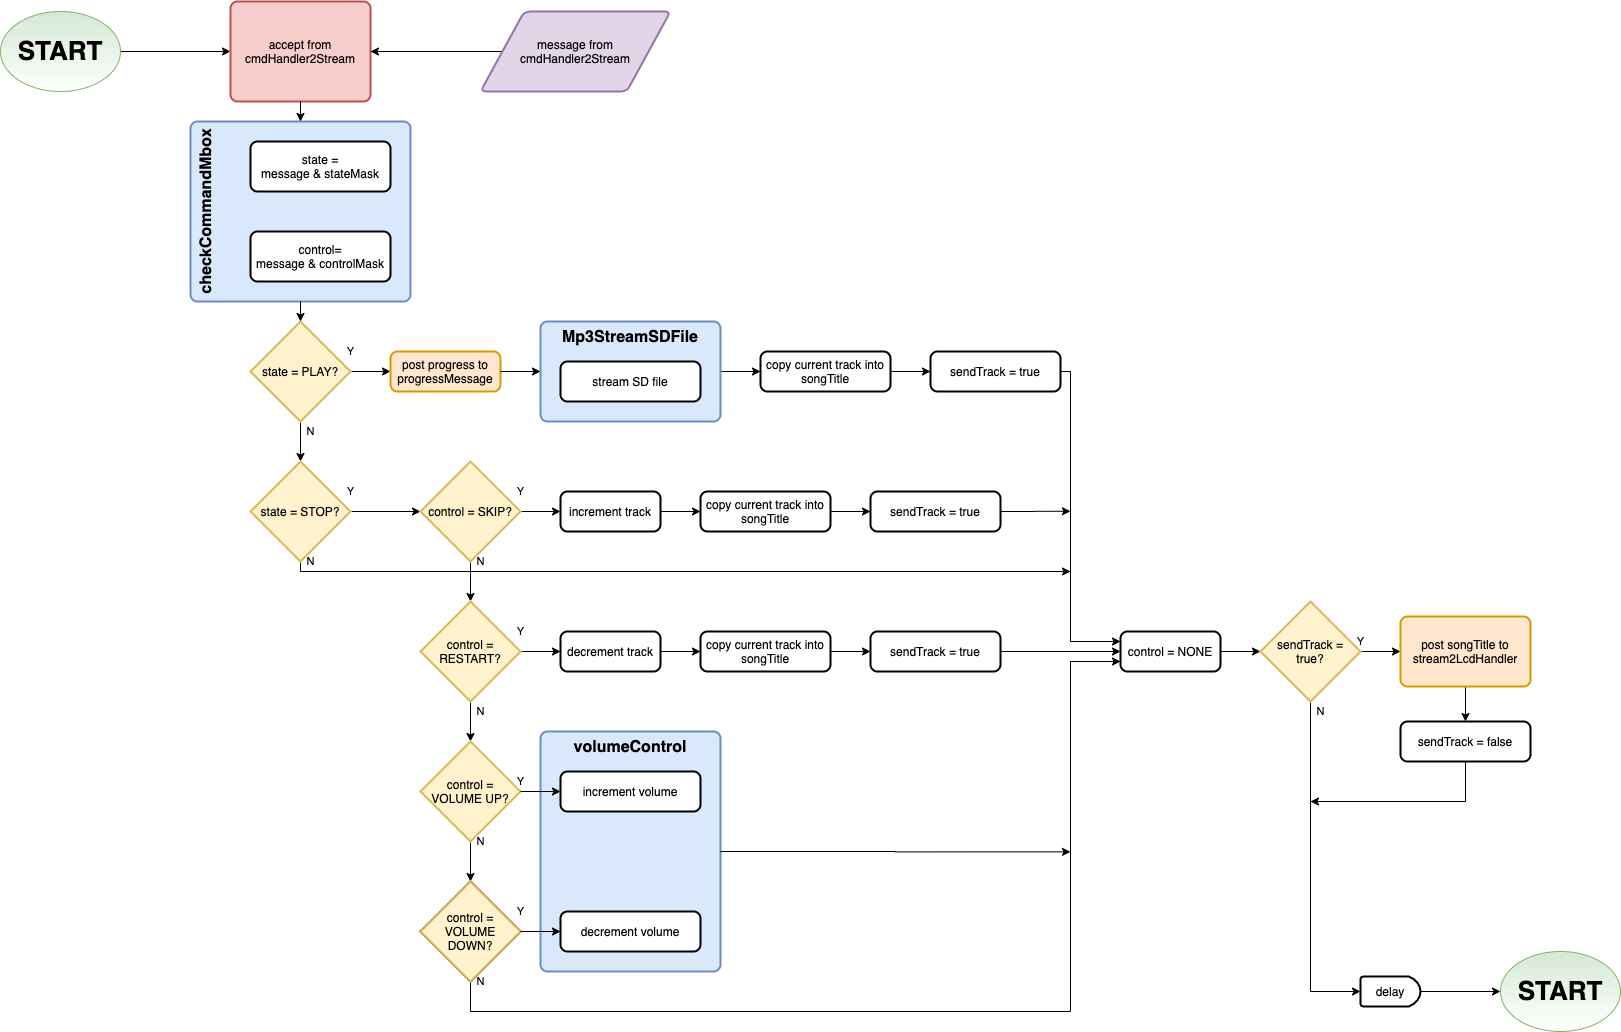 START
accept from
cmdHandler2Stream
message from
cmdHandler2Stream
checkCommandMbox
state =
message & stateMask
control=
message & controlMask
state = PLAY?
Y
N
post progress to
progressMessage
Mp3StreamSDFile
stream SD file
copy current track into
songTitle
sendTrack = true
state = STOP?
Y
N
control = SKIP?
Y
N
increment track
copy current track into
songTitle
sendTrack = true
control =
RESTART?
Y
N
decrement track
copy current track into
songTitle
sendTrack = true
control = NONE
sendTrack =
true?
Y
N
post songTitle to
stream2LcdHandler
sendTrack = false
control =
VOLUME UP?
Y
N
volumeControl
increment volume
control =
VOLUME
DOWN?
Y
N
decrement volume
delay
START